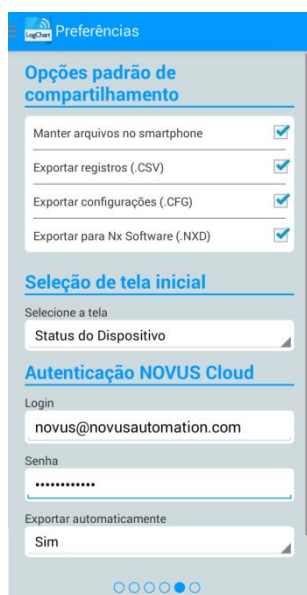 LogChart
Preferências
Opções padrão de
compartilhamento
Manter arquivos no smartphone
Exportar registros (.CSV)
Exportar configurações (.CFG)
Exportar para Nx Software (.NXD)
Seleção de tela inicial
Selecione a tela
Status do Dispositivo
Autenticação NOVUS Cloud
Login
novus@novusautomation.com
Senha
••••••••••••
Exportar automaticamente
Sim